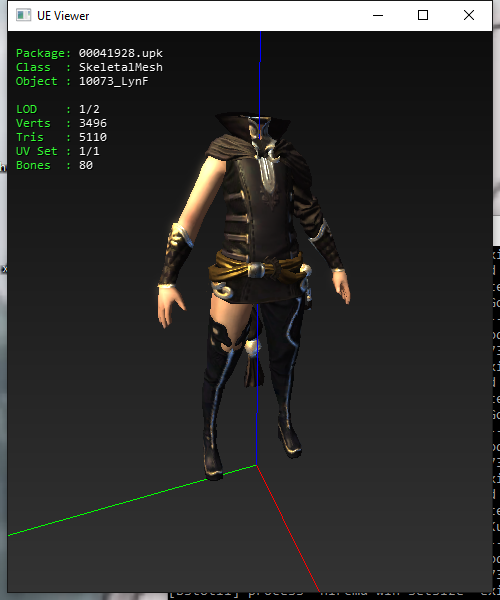 UE Viewer
Package: 00041928.upk
Class : SkeletalMesh
Object : 10073_LynF
LOD : 1/2
Verts : 3496
Tris : 5110
UV Set : 1/1
Bones : 80